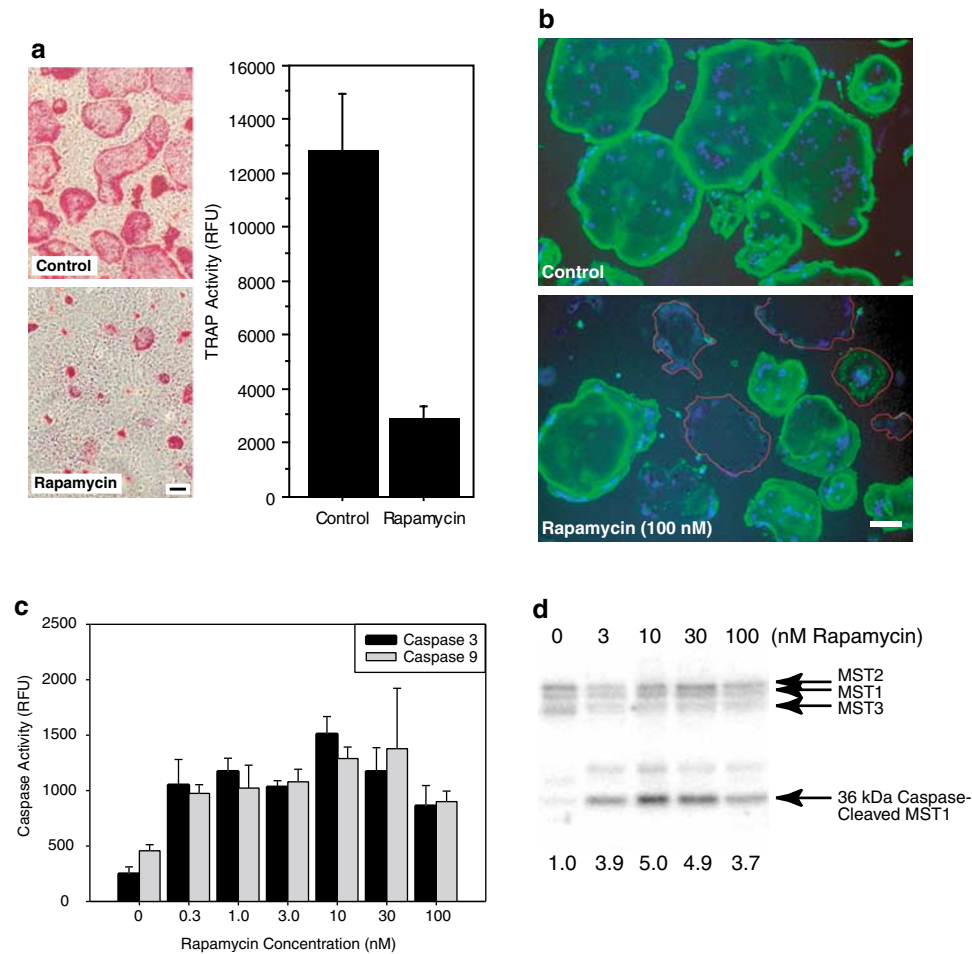 a
Control
Rapamycin
TRAP Activity (RFU)
16000
14000
12000
10000
8000
6000
4000
2000
0
Control Rapamycin
b
Control
Rapamycin (100 nM)
c
Caspase Activity (RFU)
2500
2000
1500
1000
500
0
Caspase 3
Caspase 9
0 0.3 1.0 3.0 10 30 100
Rapamycin Concentration (nM)
d
0 3 10 30 100 (nM Rapamycin)
MST2
MST1
MST3
36 kDa Caspase-
Cleaved MST1
1.0 3.9 5.0 4.9 3.7